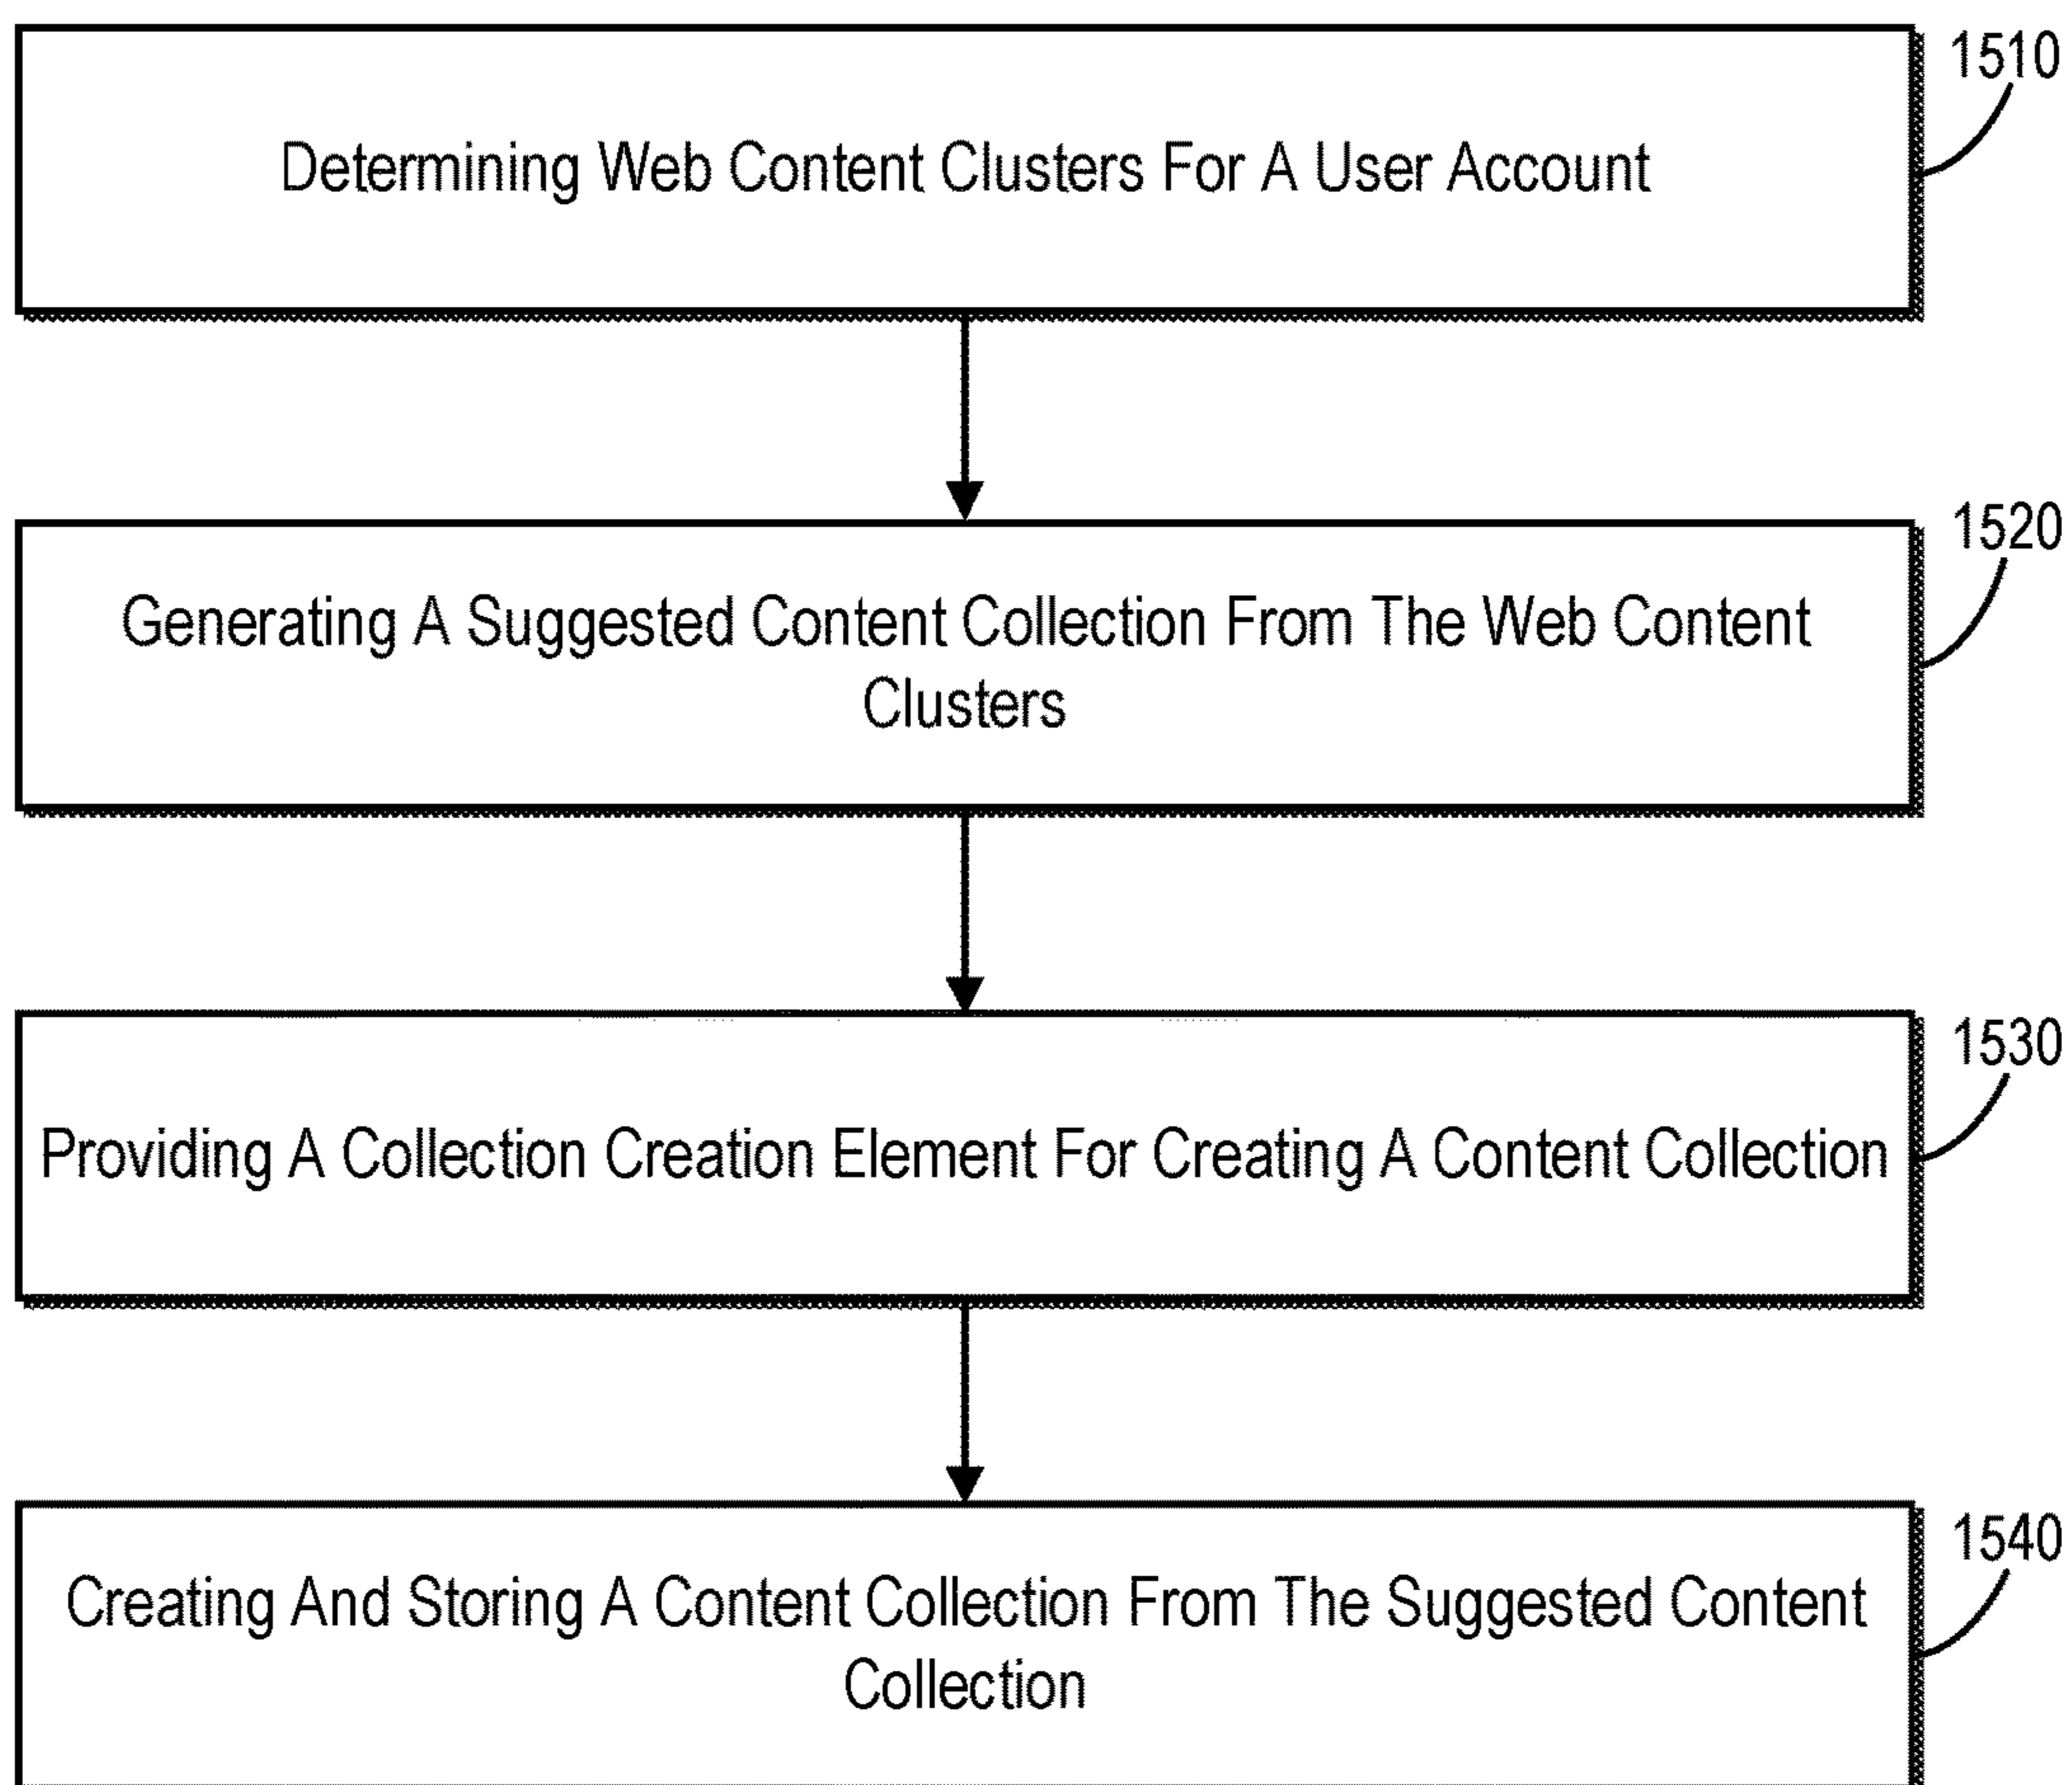 1510
Determining Web Content Clusters For A User Account
1520
Generating A Suggested Content Collection From The Web Content
Clusters
1530
Providing A Collection Creation Element For Creating A Content Collection
1540
Creating And Storing A Content Collection From The Suggested Content
Collection